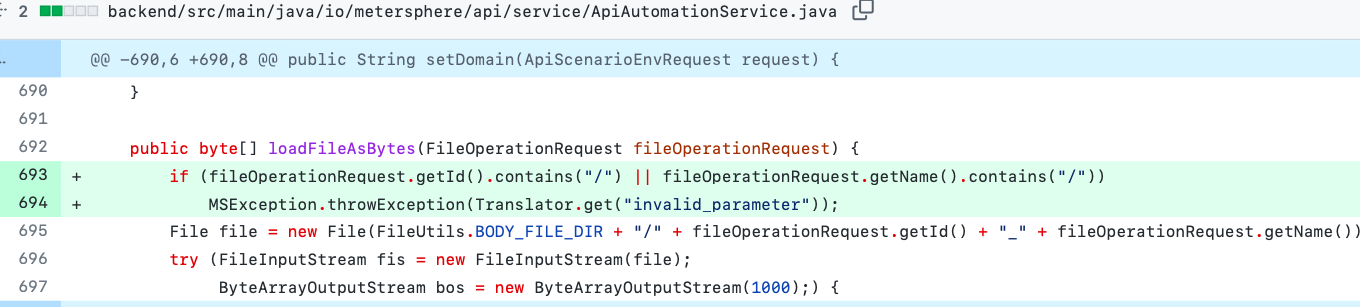 2 backend/src/main/java/io/metersphere/api/service/ApiAutomationService.java
@@ -690,6 +690,8 @@ public String setDomain(ApiScenarioEnvRequest request) {
690 }
691
692 public byte[] loadFileAsBytes(FileOperationRequest fileOperationRequest) {
693 + if (fileOperationRequest.getId().contains("/") || fileOperationRequest.getName().contains("/"))
694 + MSException.throwException(Translator.get("invalid_parameter"));
695 File file = new File(FileUtils.BODY_FILE_DIR + "/" + fileOperationRequest.getId() + "_" + fileOperationRequest.getName())
696 try (FileInputStream fis = new FileInputStream(file);
697 ByteArrayOutputStream bos = new ByteArrayOutputStream(1000);) {